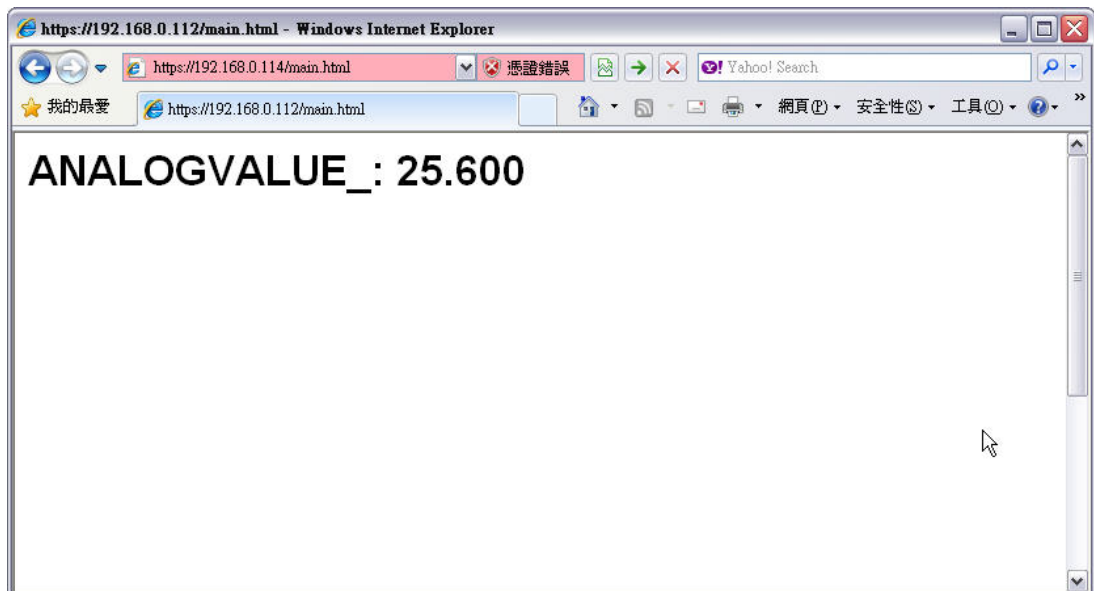 https://192.168.0.112/main.html - Windows Internet Explorer
https://192.168.0.114/main.html 憑證錯誤 Y! Yahoo! Search
我的最愛 https://192.168.0.112/main.html 網頁(P) 安全性(S) 工具(O) »
ANALOGVALUE_: 25.600